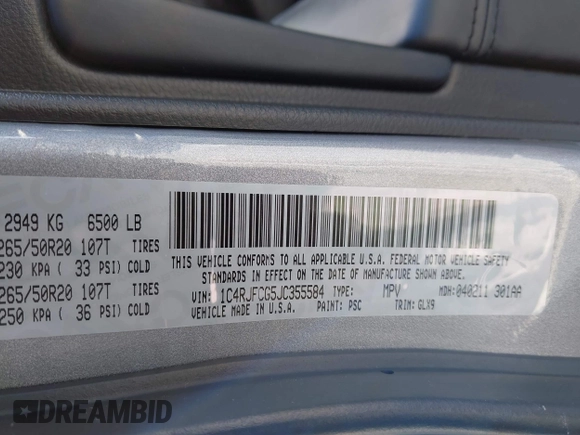 2949 KG 6500 LB
265/50R20 107T TIRES
230 KPA ( 33 PSI) COLD
265/50R20 107T TIRES
250 KPA ( 36 PSI) COLD
THIS VEHICLE CONFORMS TO ALL APPLICABLE U.S.A. FEDERAL MOTOR VEHICLE SAFETY
STANDARDS IN EFFECT ON THE DATE OF MANUFACTURE SHOWN ABOVE
VIN: 1C4RJFCG5JC355584 TYPE: MPV MDH: 040211 301AA
VEHICLE MADE IN U.S.A. PAINT: PSC TRIM: GLX9
DREAMBID